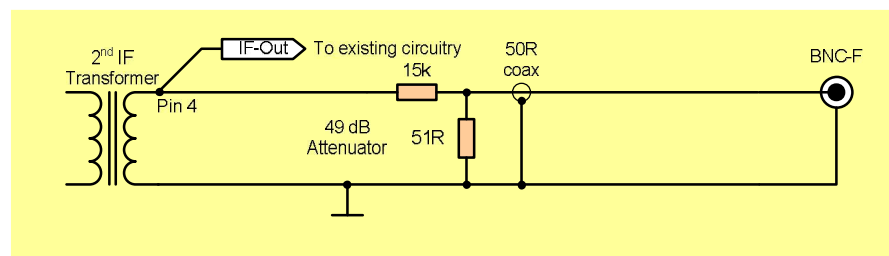 IF-Out
To existing circuitry
2nd IF
Transformer
Pin 4
15k
50R
coax
BNC-F
49 dB
Attenuator
51R